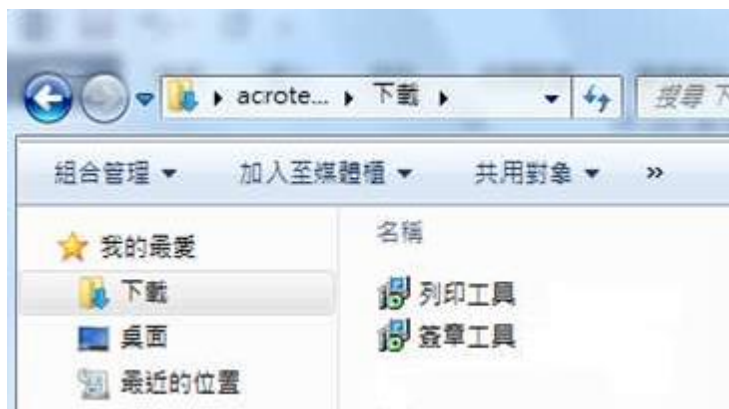 acrote... 下載 搜尋 下
組合管理 加入至媒體櫃 共用對象 »
我的最愛
下載
桌面
最近的位置
名稱
列印工具
簽章工具